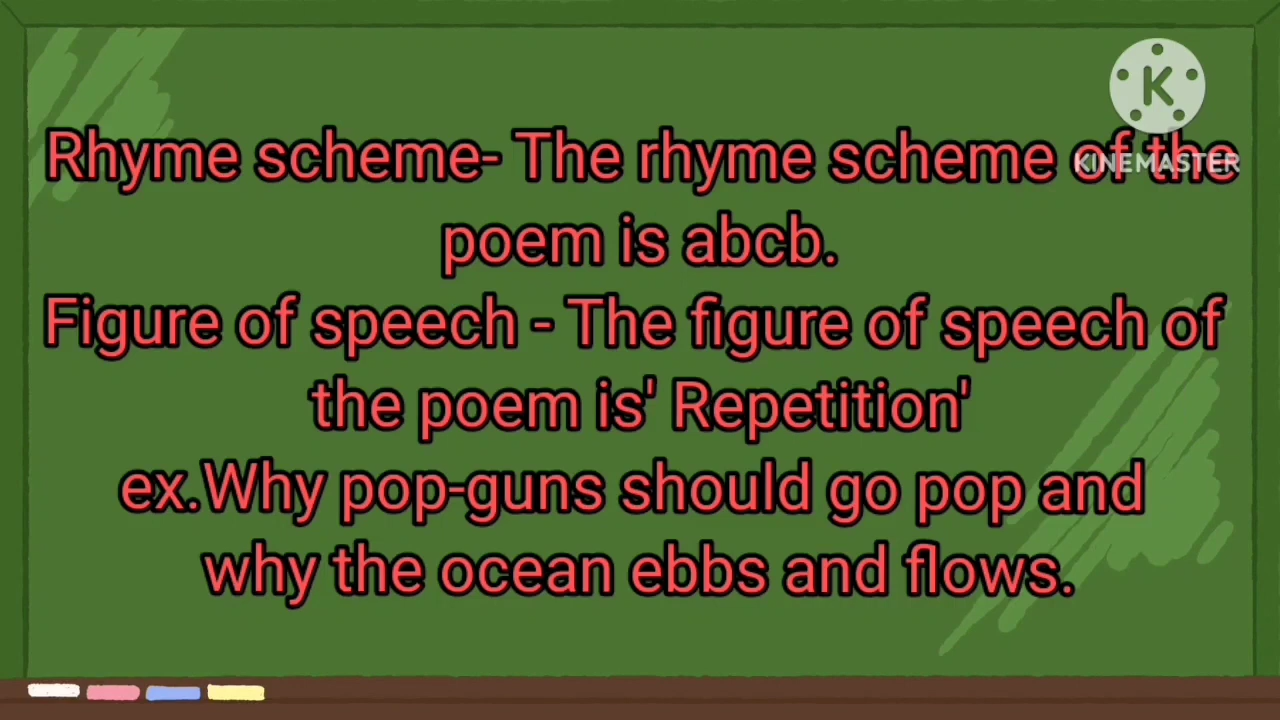 K
KINEMASTER
Rhyme scheme- The rhyme scheme of the
poem is abcb.
Figure of speech - The figure of speech of
the poem is' Repetition'
ex.Why pop-guns should go pop and
why the ocean ebbs and flows.